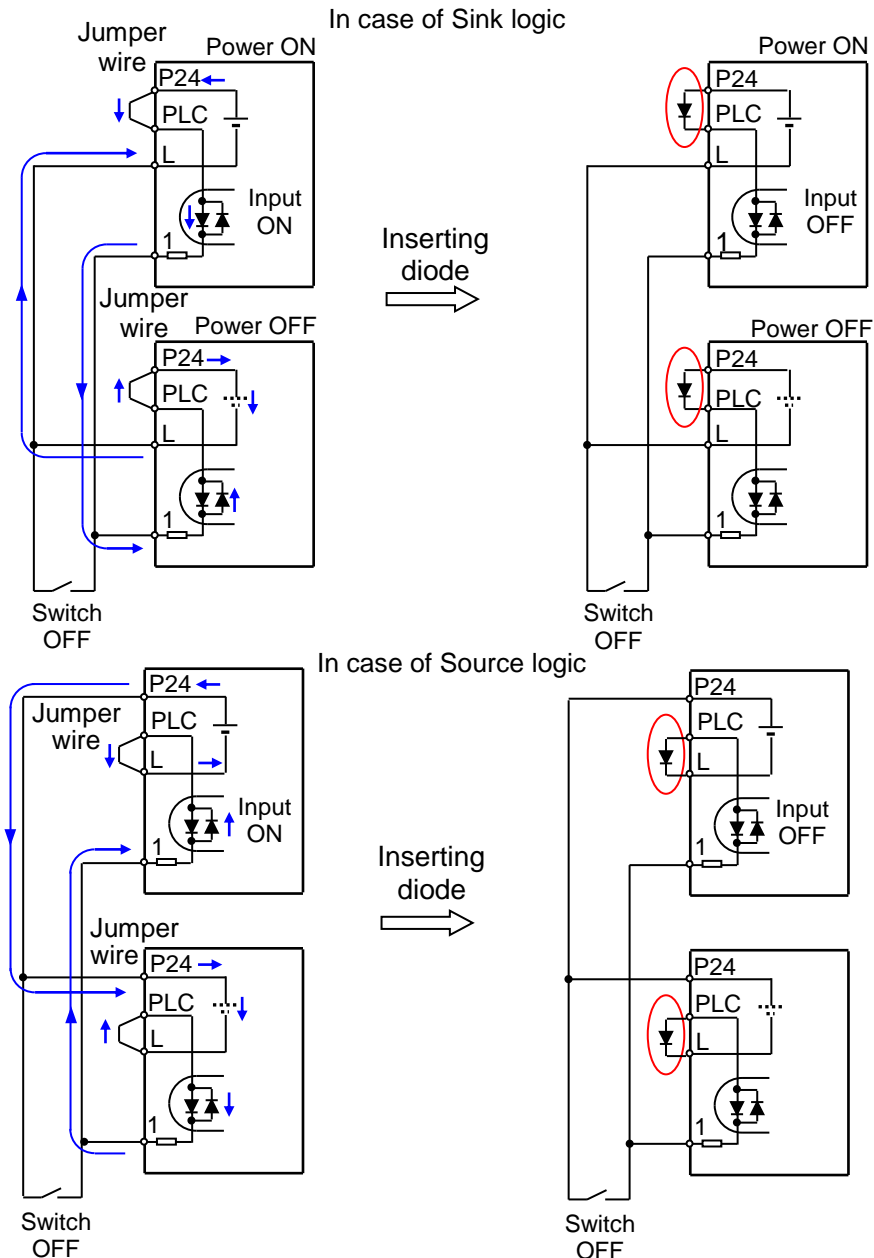 In case of Sink logic
Jumper
wire
Power ON
P24
PLC
L
Input
ON
1
Jumper
wire
Power OFF
P24
PLC
L
1
Switch
OFF
Inserting
diode
Power ON
P24
PLC
L
Input
OFF
1
Power OFF
P24
PLC
L
1
Switch
OFF
In case of Source logic
P24
Jumper
wire
PLC
L
Input
ON
1
Jumper
wire
P24
PLC
L
1
Switch
OFF
Inserting
diode
P24
PLC
L
Input
OFF
1
P24
PLC
L
1
Switch
OFF